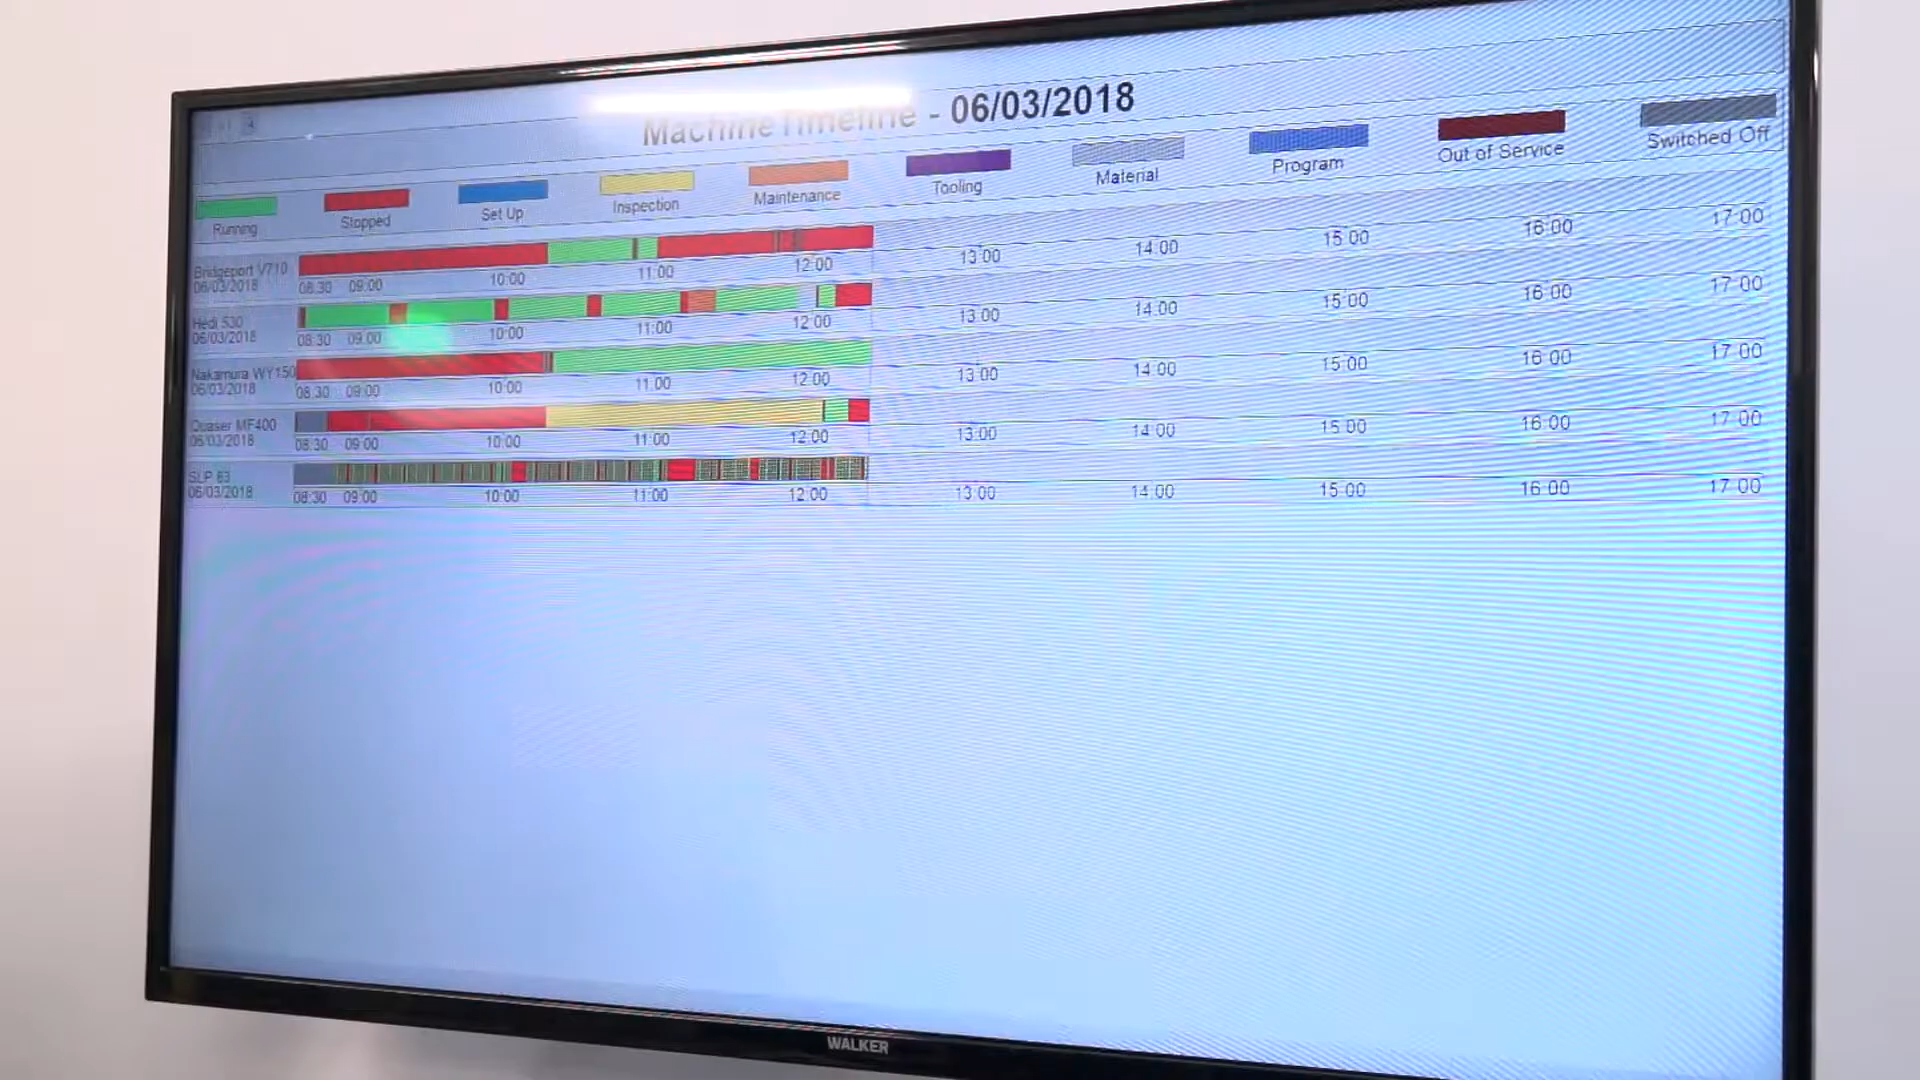 MachineTimeline - 06/03/2018
Running Stopped Set Up Inspection Maintenance Tooling Material Program Out of Service Switched Off
Bridgeport V710
06/03/2018
08:30 09:00 10:00 11:00 12:00 13:00 14:00 15:00 16:00 17:00
Hedi 530
06/03/2018
08:30 09:00 10:00 11:00 12:00 13:00 14:00 15:00 16:00 17:00
Nakamura WY150
06/03/2018
08:30 09:00 10:00 11:00 12:00 13:00 14:00 15:00 16:00 17:00
Quaser MF400
06/03/2018
08:30 09:00 10:00 11:00 12:00 13:00 14:00 15:00 16:00 17:00
SLP 63
06/03/2018
08:30 09:00 10:00 11:00 12:00 13:00 14:00 15:00 16:00 17:00
WALKER